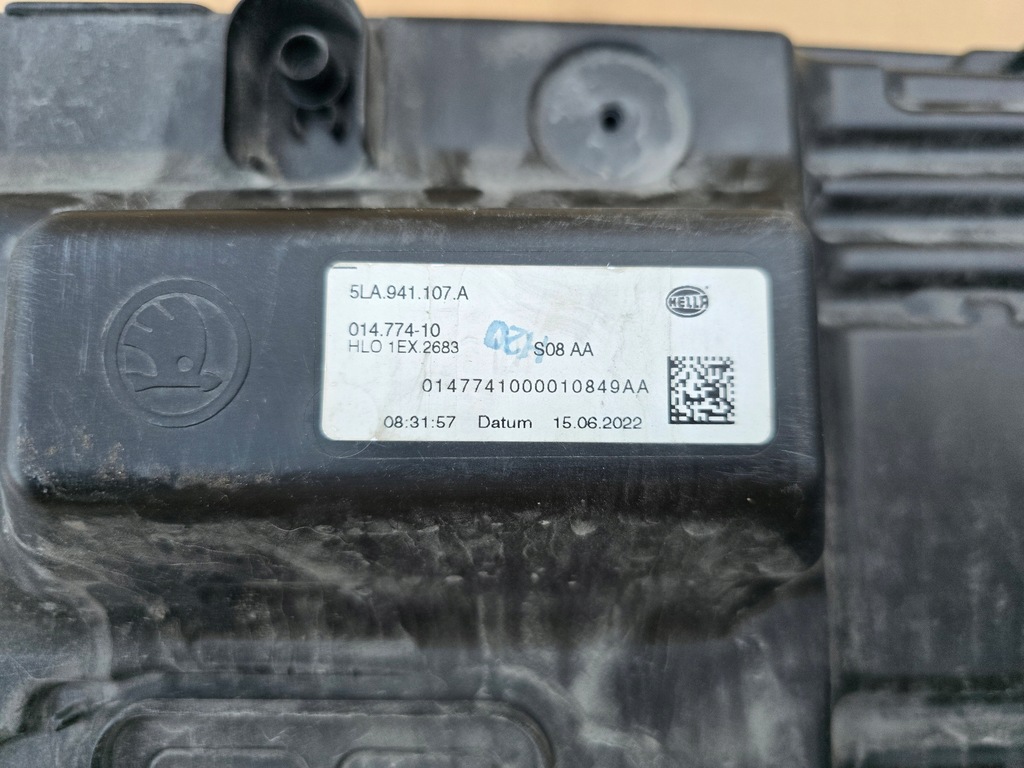 5LA.941.107.A
HELLA
014.774-10
HLO 1EX.2683 S08 AA
0147741000010849AA
08:31:57 Datum 15.06.2022